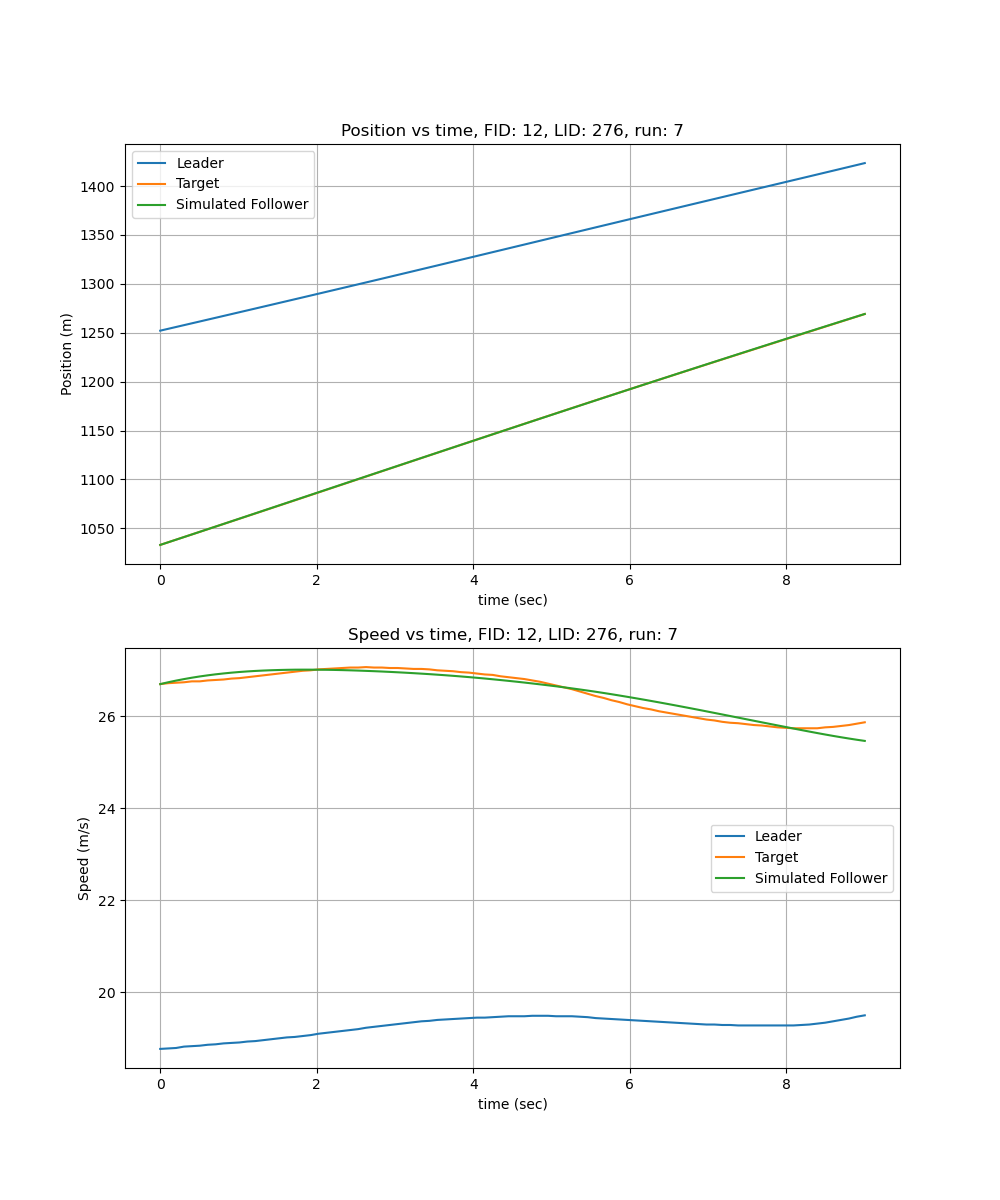 Position vs time, FID: 12, LID: 276, run: 7
Leader
Target
Simulated Follower
1400
1350
1300
1250
1200
1150
1100
1050
Position (m)
0 2 4 6 8
time (sec)
Speed vs time, FID: 12, LID: 276, run: 7
26
24
22
20
Speed (m/s)
Leader
Target
Simulated Follower
0 2 4 6 8
time (sec)